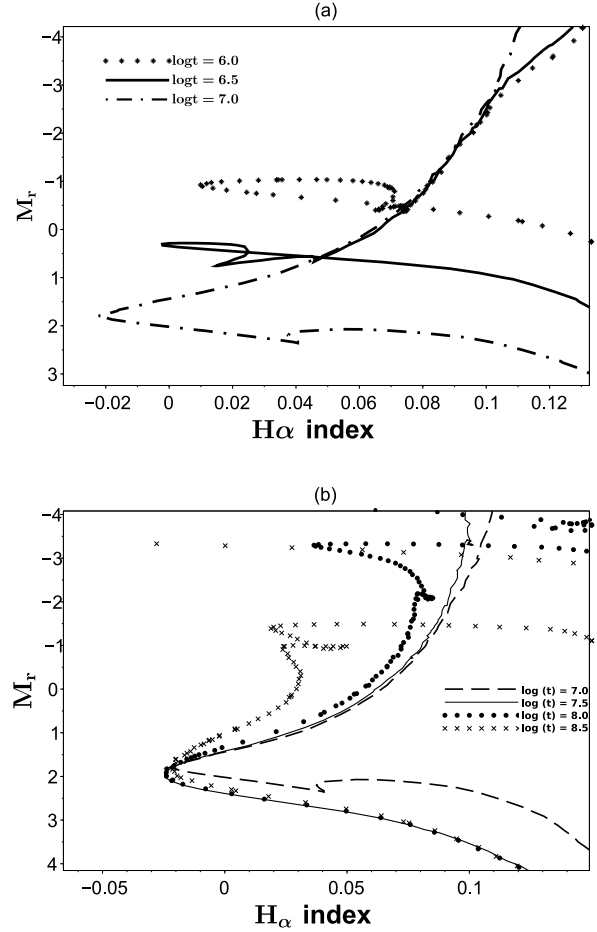 (a)
−4
−3
−2
−1
0
1
2
3
M_r
logt = 6.0
logt = 6.5
logt = 7.0
−0.02 0 0.02 0.04 0.06 0.08 0.1 0.12
Hα index
(b)
−4
−3
−2
−1
0
1
2
3
4
M_r
log (t) = 7.0
log (t) = 7.5
log (t) = 8.0
log (t) = 8.5
−0.05 0 0.05 0.1
H_α index